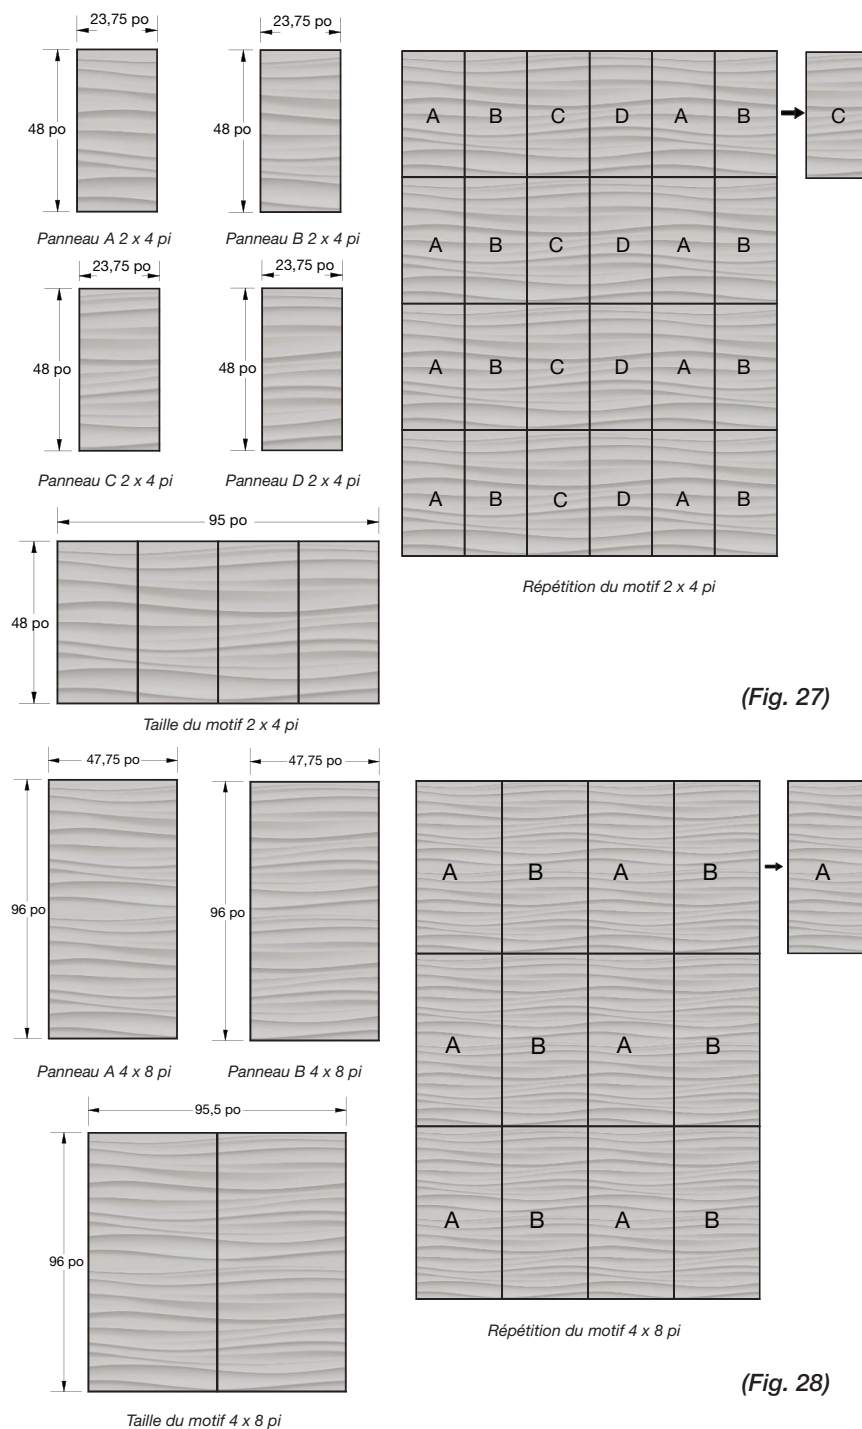 23,75 po
48 po
Panneau A 2 x 4 pi
23,75 po
48 po
Panneau B 2 x 4 pi
23,75 po
48 po
Panneau C 2 x 4 pi
23,75 po
48 po
Panneau D 2 x 4 pi
95 po
48 po
Taille du motif 2 x 4 pi
A B C D A B C
A B C D A B
A B C D A B
A B C D A B
Répétition du motif 2 x 4 pi
(Fig. 27)
47,75 po
96 po
Panneau A 4 x 8 pi
47,75 po
96 po
Panneau B 4 x 8 pi
95,5 po
96 po
Taille du motif 4 x 8 pi
A B A B A
A B A B
A B A B
Répétition du motif 4 x 8 pi
(Fig. 28)